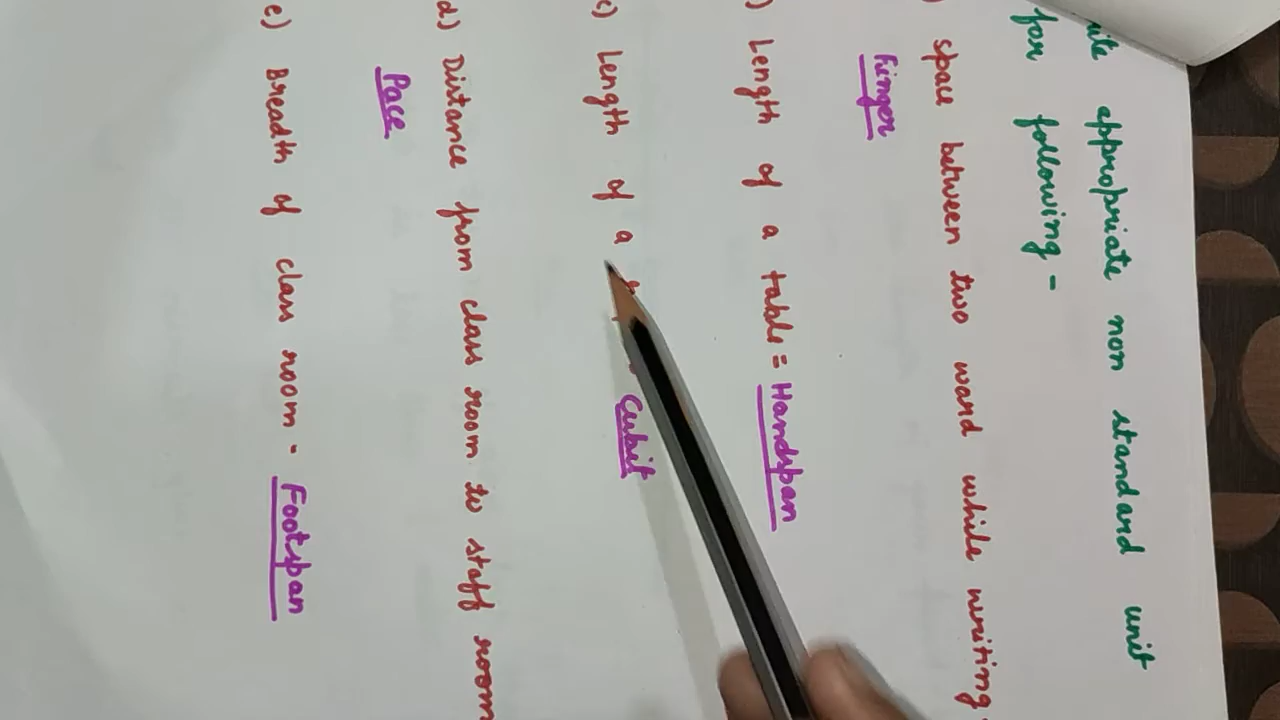 appropriate non standard unit
for following -
) space between two word while writing -
Finger
) Length of a table = Handspan
c) Length of a Cubit
d) Distance from class room to staff room
Pace
e) Breadth of class room - Footspan